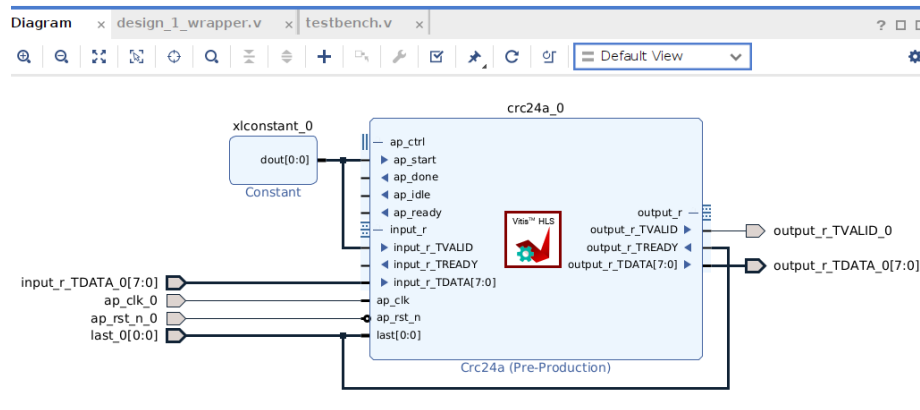 Diagram × design_1_wrapper.v × testbench.v ×
? 
Default View
crc24a_0
xlconstant_0
dout[0:0]
Constant
ap_ctrl
ap_start
ap_done
ap_idle
ap_ready
input_r
input_r_TVALID
input_r_TREADY
input_r_TDATA[7:0]
ap_clk
ap_rst_n
last[0:0]
Vitis™ HLS
output_r
output_r_TVALID
output_r_TREADY
output_r_TDATA[7:0]
output_r_TVALID_0
output_r_TDATA_0[7:0]
input_r_TDATA_0[7:0]
ap_clk_0
ap_rst_n_0
last_0[0:0]
Crc24a (Pre-Production)